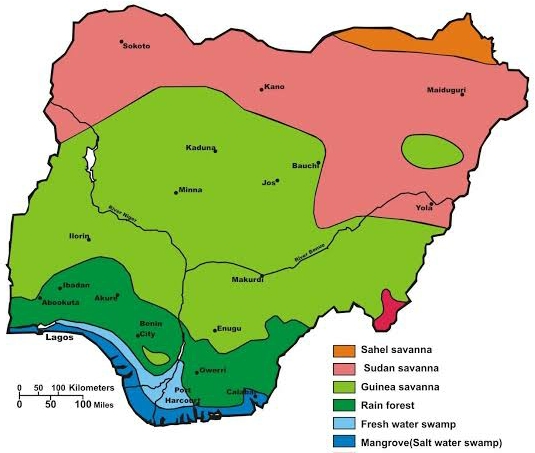 Sokoto
Kano
Maiduguri
Kaduna
Bauchi
Jos
Minna
Yola
River Niger
Ilorin
River Benue
Makurdi
Ibadan
Akure
Abookuta
Benin
City
Enugu
Lagos
Owerri
Port
Harcourt
Calabar
0 50 100 Kilometers
0 50 100 Miles
Sahel savanna
Sudan savanna
Guinea savanna
Rain forest
Fresh water swamp
Mangrove(Salt water swamp)